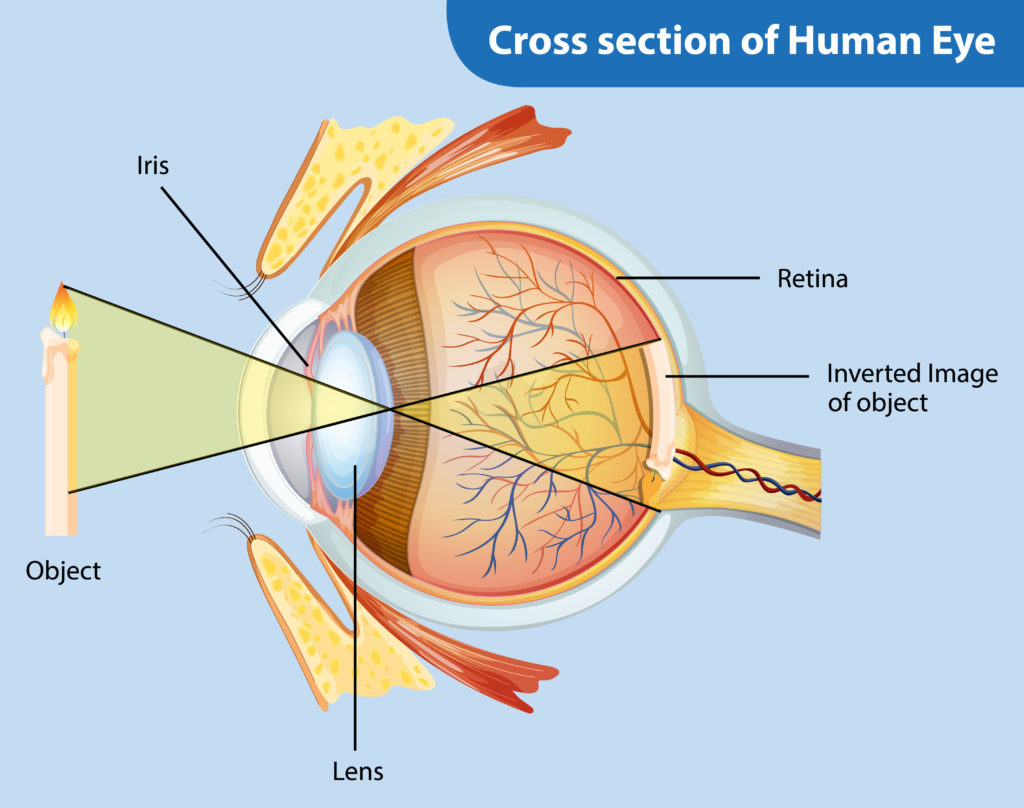 Cross section of Human Eye
Iris
Retina
Inverted Image
of object
Object
Lens